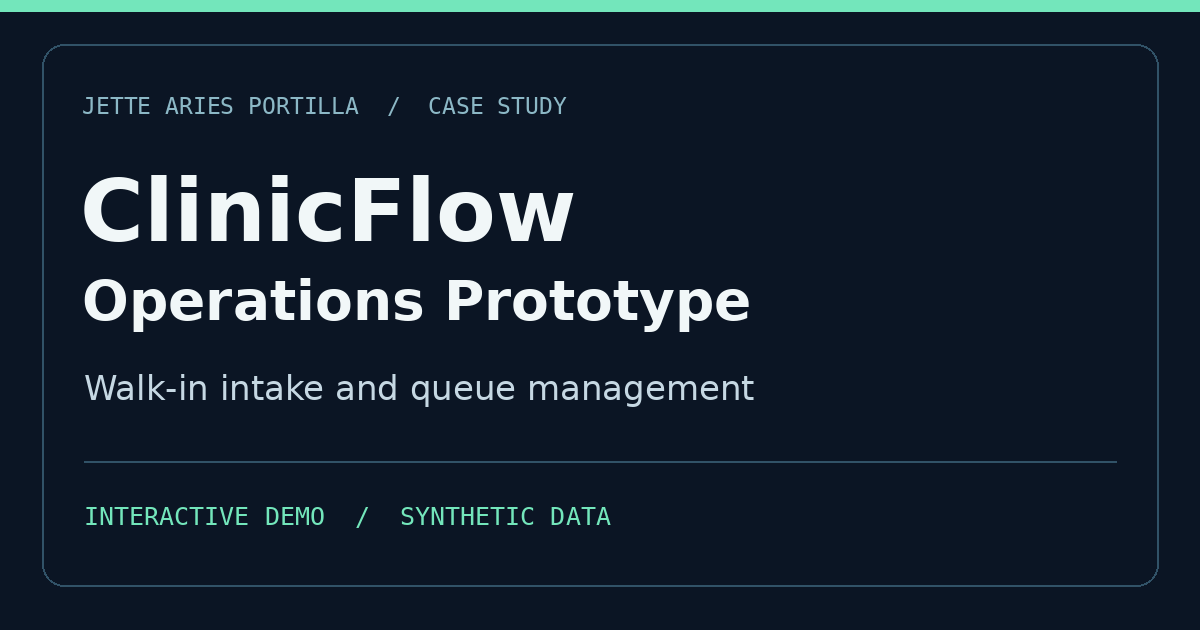 JETTE ARIES PORTILLA / CASE STUDY
ClinicFlow
Operations Prototype
Walk-in intake and queue management
INTERACTIVE DEMO / SYNTHETIC DATA